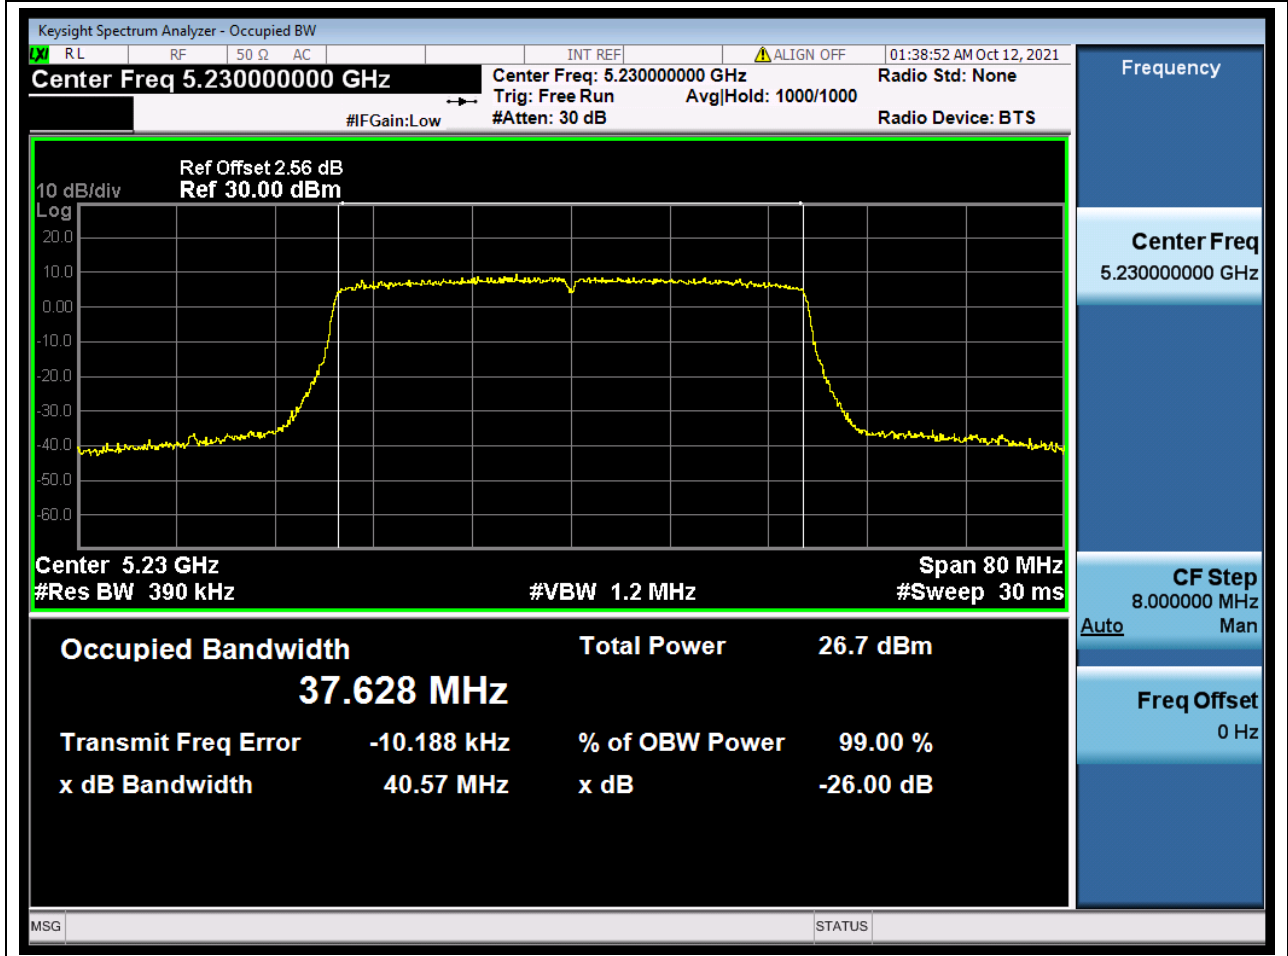 Keysight Spectrum Analyzer - Occupied BW
LXI RL RF 50 Ω AC INT REF ALIGN OFF 01:38:52 AM Oct 12, 2021
Center Freq 5.230000000 GHz
Center Freq: 5.230000000 GHz
Radio Std: None
Trig: Free Run Avg|Hold: 1000/1000
#IFGain:Low
#Atten: 30 dB
Radio Device: BTS
Ref Offset 2.56 dB
10 dB/div Ref 30.00 dBm
Log
20.0
10.0
0.00
-10.0
-20.0
-30.0
-40.0
-50.0
-60.0
Center 5.23 GHz Span 80 MHz
#Res BW 390 kHz #VBW 1.2 MHz #Sweep 30 ms
Occupied Bandwidth Total Power 26.7 dBm
37.628 MHz
Transmit Freq Error -10.188 kHz % of OBW Power 99.00 %
x dB Bandwidth 40.57 MHz x dB -26.00 dB
MSG STATUS
Frequency
Center Freq
5.230000000 GHz
CF Step
8.000000 MHz
Auto Man
Freq Offset
0 Hz